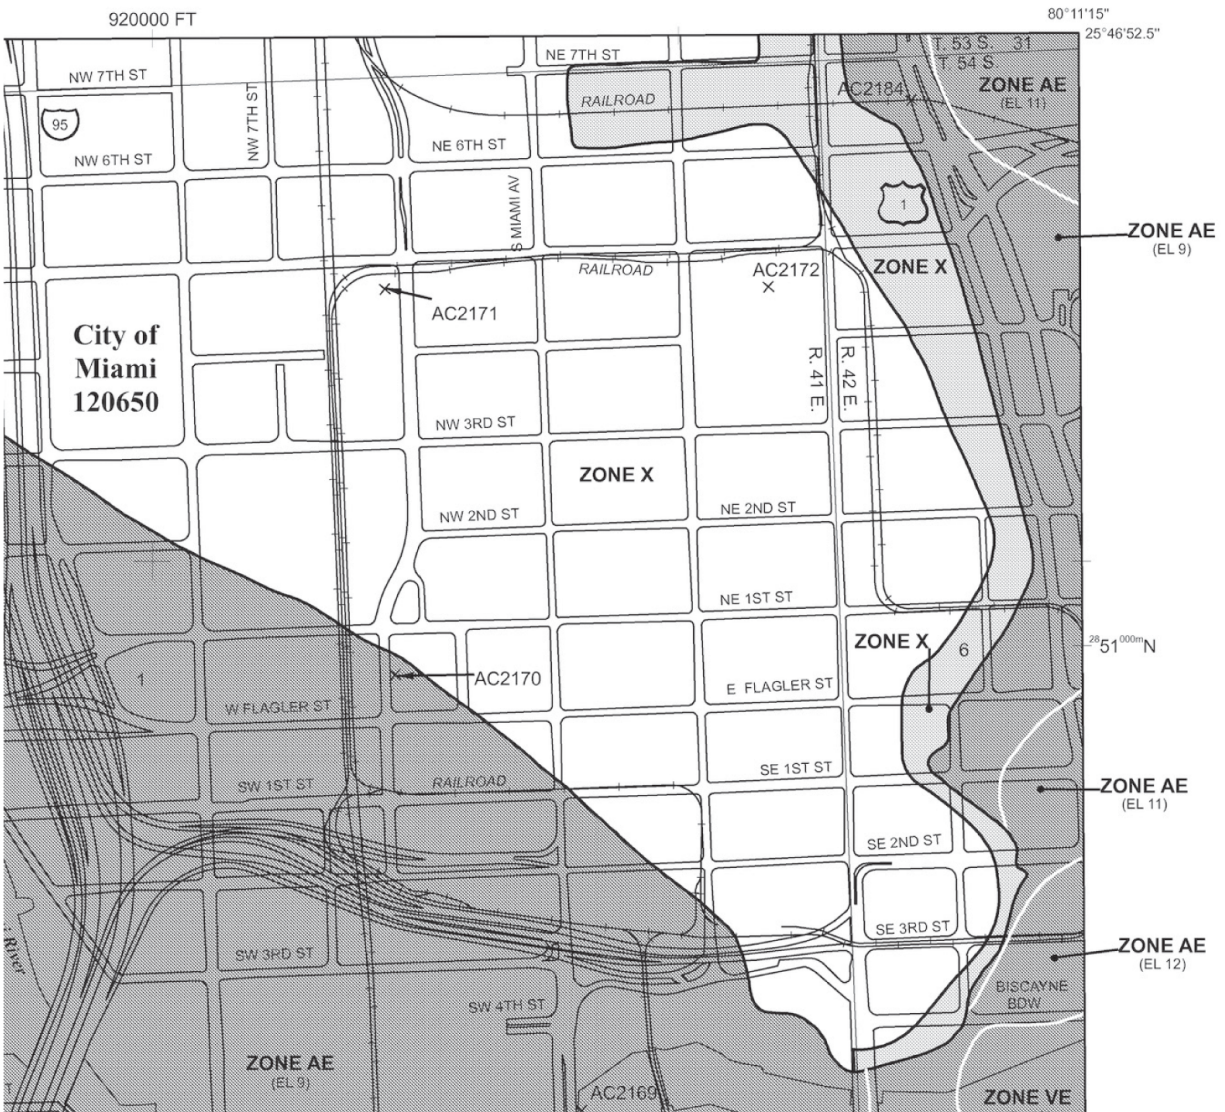 920000 FT
80°11'15"
25°46'52.5"
T. 53 S. 31
T. 54 S.
NE 7TH ST
NW 7TH ST
ZONE AE
(EL 11)
AC2184
RAILROAD
95
NW 7TH ST
NE 6TH ST
NW 6TH ST
S MIAMI AV
1
ZONE AE
(EL 9)
RAILROAD
AC2172
ZONE X
AC2171
City of
Miami
120650
R. 41 E.
R. 42 E.
NW 3RD ST
ZONE X
NW 2ND ST
NE 2ND ST
NE 1ST ST
ZONE X
6
28 51 000m N
1
AC2170
E FLAGLER ST
W FLAGLER ST
SE 1ST ST
RAILROAD
SW 1ST ST
ZONE AE
(EL 11)
SE 2ND ST
SE 3RD ST
River
SW 3RD ST
ZONE AE
(EL 12)
BISCAYNE
BDW
SW 4TH ST
ZONE AE
(EL 9)
AC2169
ZONE VE